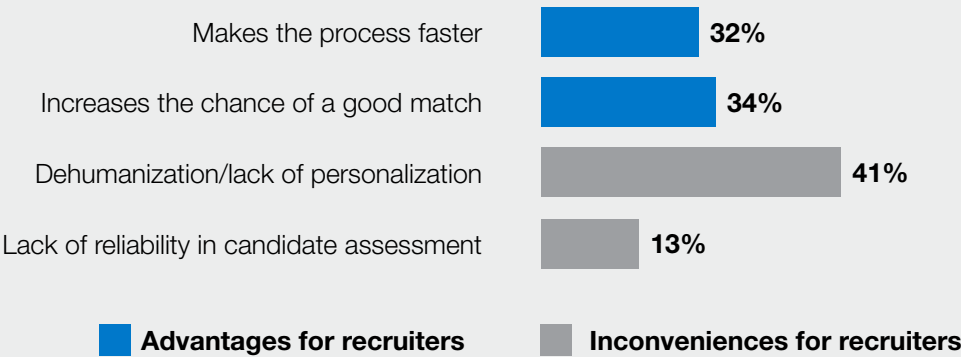 Makes the process faster 32%
Increases the chance of a good match 34%
Dehumanization/lack of personalization 41%
Lack of reliability in candidate assessment 13%
Advantages for recruiters Inconveniences for recruiters